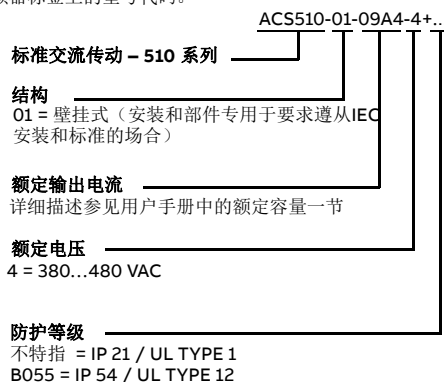 器标签上的型号代码。
ACS510-01-09A4-4+..
标准交流传动 – 510 系列
结构
01 = 壁挂式（安装和部件专用于要求遵从IEC
安装和标准的场合）
额定输出电流
详细描述参见用户手册中的额定容量一节
额定电压
4 = 380...480 VAC
防护等级
不特指 = IP 21 / UL TYPE 1
B055 = IP 54 / UL TYPE 12